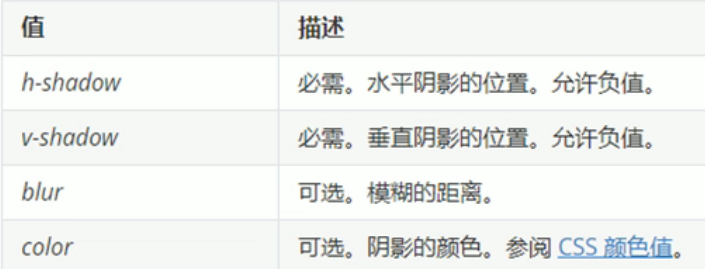 值 描述
h-shadow 必需。水平阴影的位置。允许负值。
v-shadow 必需。垂直阴影的位置。允许负值。
blur 可选。模糊的距离。
color 可选。阴影的颜色。参阅 CSS 颜色值。